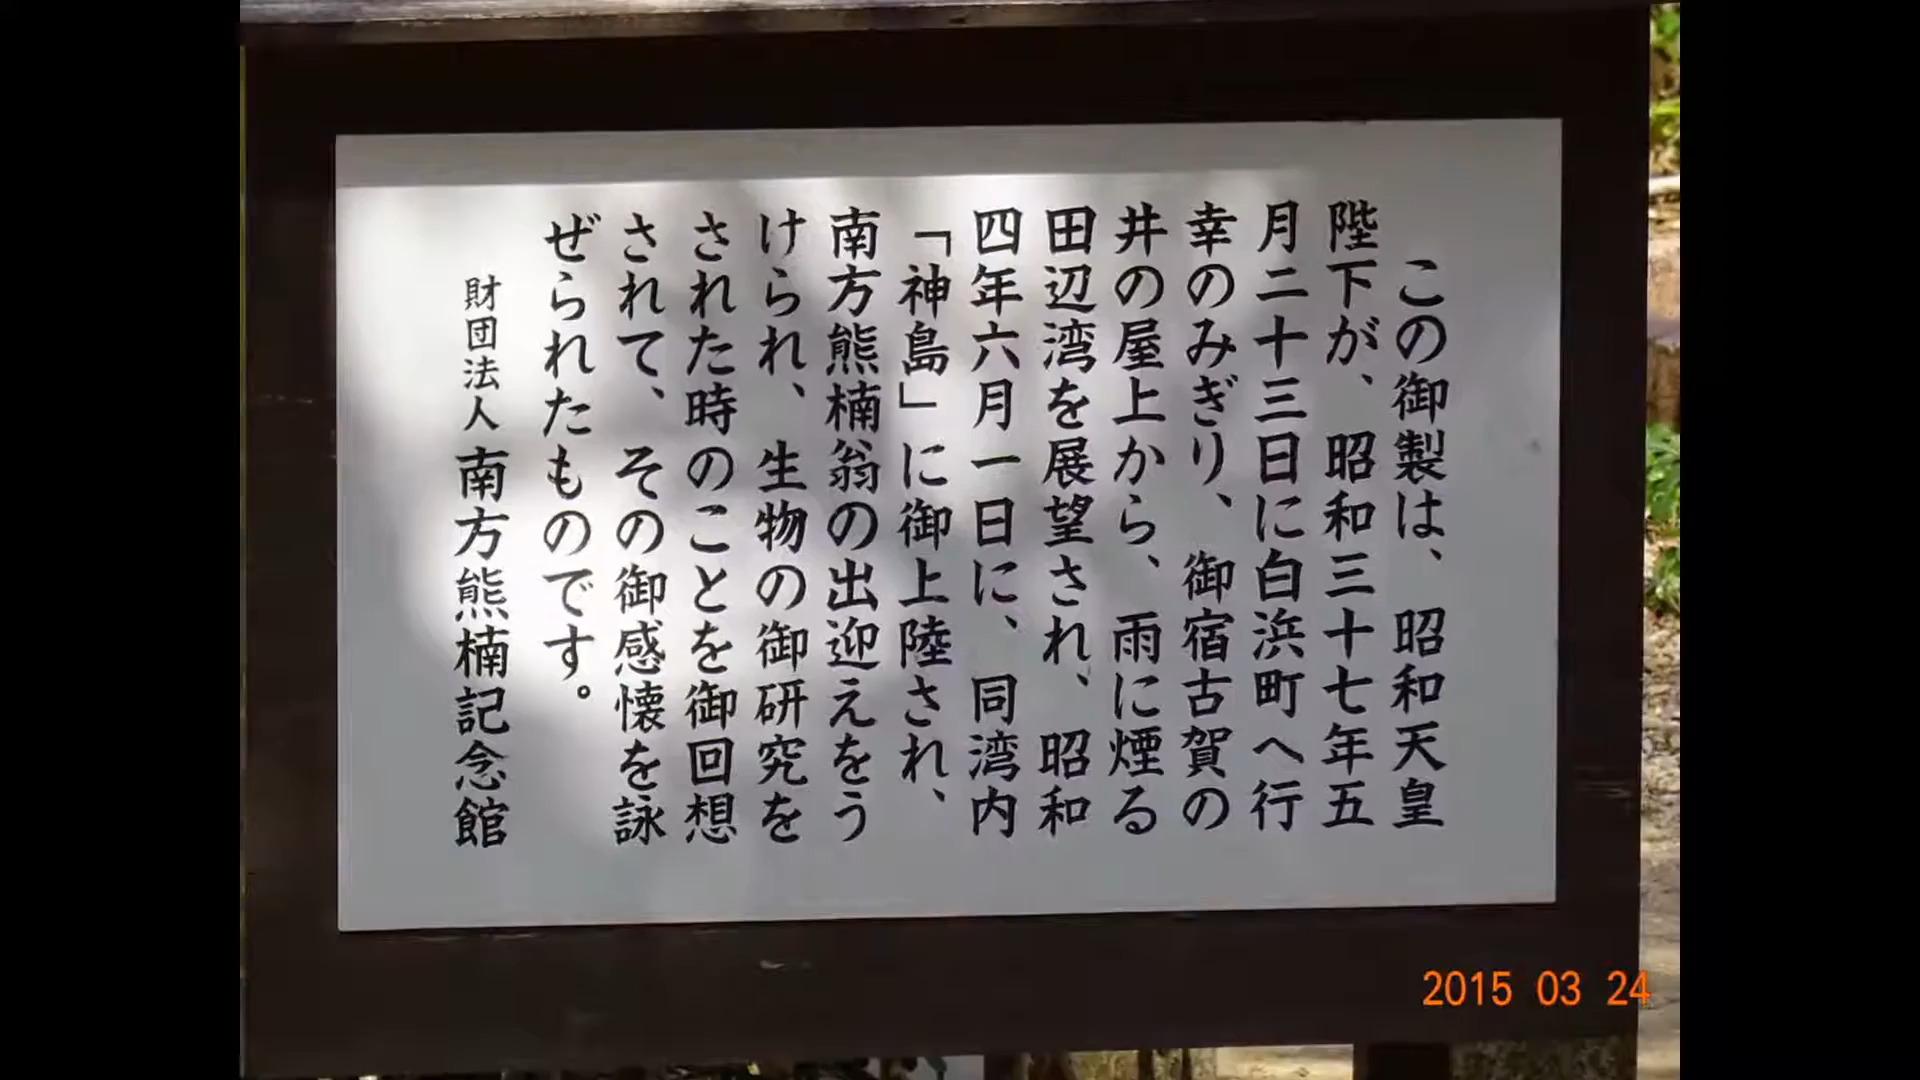 この御製は、昭和天皇
陛下が、昭和三十七年五
月二十三日に白浜町へ行
幸のみぎり、御宿古賀の
井の屋上から、雨に煙る
田辺湾を展望され、昭和
四年六月一日に、同湾内
「神島」に御上陸され、
南方熊楠翁の出迎えをう
けられ、生物の御研究を
された時のことを御回想
されて、その御感懐を詠
ぜられたものです。
財団法人南方熊楠記念館
2015 03 24